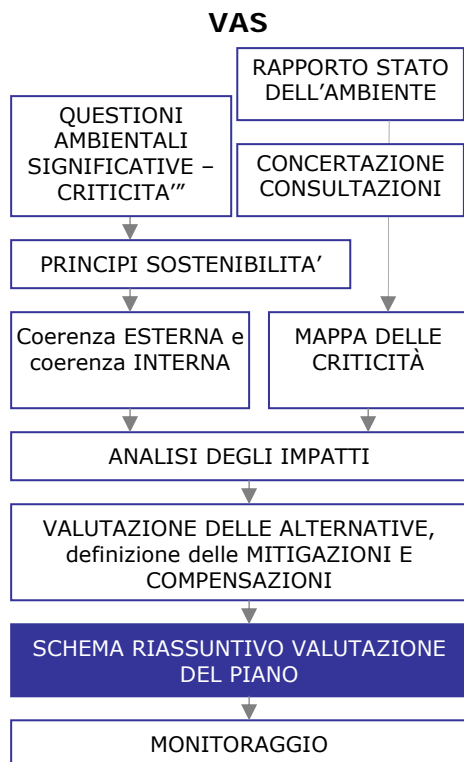 VAS
RAPPORTO STATO
DELL'AMBIENTE
QUESTIONI
AMBIENTALI
SIGNIFICATIVE –
CRITICITA'"
CONCERTAZIONE
CONSULTAZIONI
PRINCIPI SOSTENIBILITA'
Coerenza ESTERNA e
coerenza INTERNA
MAPPA DELLE
CRITICITÀ
ANALISI DEGLI IMPATTI
VALUTAZIONE DELLE ALTERNATIVE,
definizione delle MITIGAZIONI E
COMPENSAZIONI
SCHEMA RIASSUNTIVO VALUTAZIONE
DEL PIANO
MONITORAGGIO